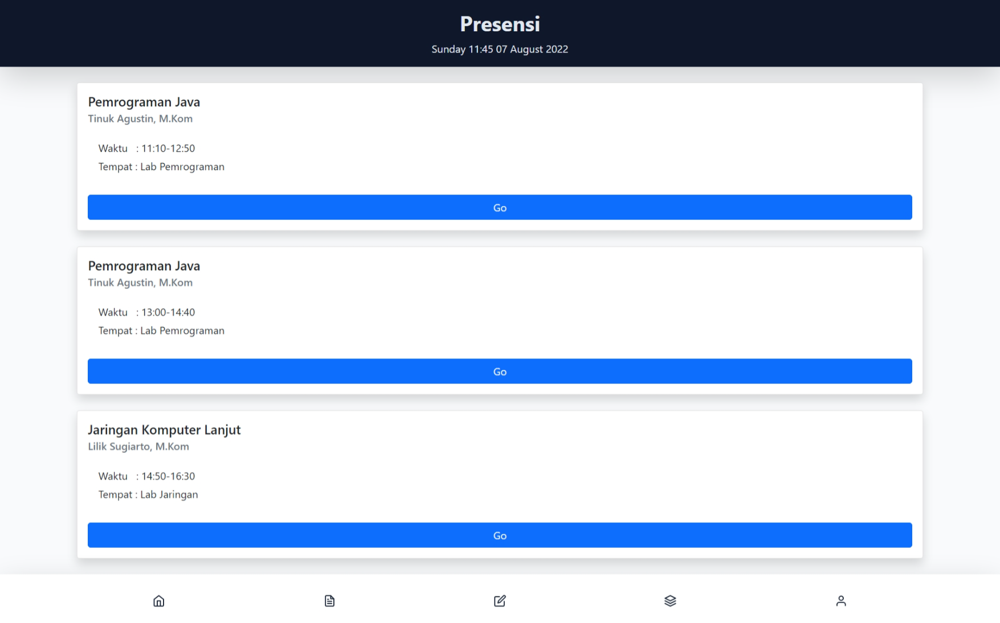 Presensi
Sunday 11:45 07 August 2022
Pemrograman Java
Tinuk Agustin, M.Kom
Waktu : 11:10-12:50
Tempat : Lab Pemrograman
Go
Pemrograman Java
Tinuk Agustin, M.Kom
Waktu : 13:00-14:40
Tempat : Lab Pemrograman
Go
Jaringan Komputer Lanjut
Lilik Sugiarto, M.Kom
Waktu : 14:50-16:30
Tempat : Lab Jaringan
Go